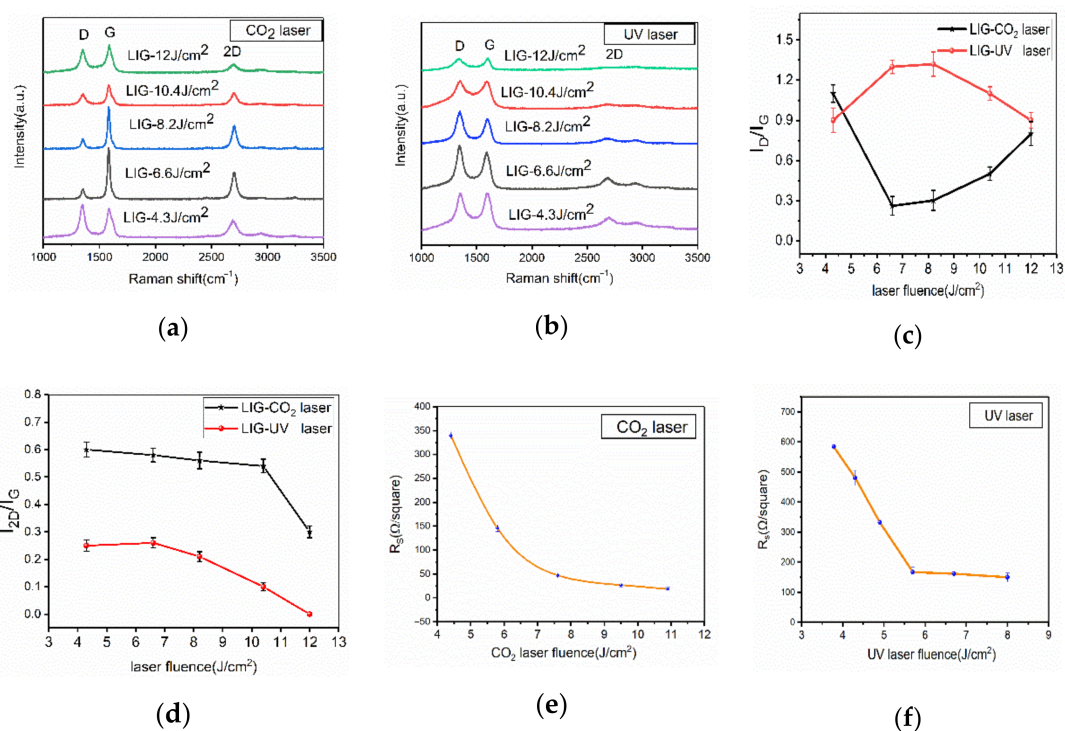 CO2 laser
D
G
2D
LIG-12J/cm2
LIG-10.4J/cm2
LIG-8.2J/cm2
LIG-6.6J/cm2
LIG-4.3J/cm2
Intensity(a.u.)
1000 1500 2000 2500 3000 3500
Raman shift(cm−1)
(a)
UV laser
D
G
2D
LIG-12J/cm2
LIG-10.4J/cm2
LIG-8.2J/cm2
LIG-6.6J/cm2
LIG-4.3J/cm2
Intensity(a.u.)
1000 1500 2000 2500 3000 3500
Raman shift(cm−1)
(b)
LIG-CO2 laser
LIG-UV laser
ID/IG
1.5
1.2
0.9
0.6
0.3
0.0
3 4 5 6 7 8 9 10 11 12 13
laser fluence(J/cm2)
(c)
LIG-CO2 laser
LIG-UV laser
I2D/IG
0.8
0.7
0.6
0.5
0.4
0.3
0.2
0.1
0.0
3 4 5 6 7 8 9 10 11 12 13
laser fluence(J/cm2)
(d)
CO2 laser
RS(Ω/square)
400
350
300
250
200
150
100
50
0
−50
4 5 6 7 8 9 10 11 12
CO2 laser fluence(J/cm2)
(e)
UV laser
RS(Ω/square)
700
600
500
400
300
200
100
0
3 4 5 6 7 8 9
UV laser fluence(J/cm2)
(f)